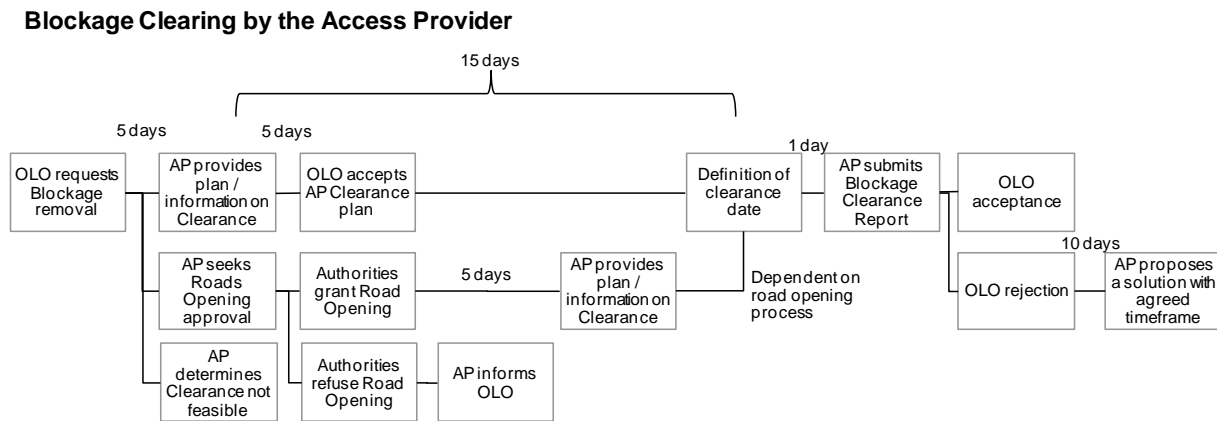 Blockage Clearing by the Access Provider
15 days
5 days
5 days
1 day
OLO requests
Blockage
removal
AP provides
plan /
information on
Clearance
OLO accepts
AP Clearance
plan
Definition of
clearance
date
AP submits
Blockage
Clearance
Report
OLO
acceptance
AP seeks
Roads
Opening
approval
Authorities
grant Road
Opening
5 days
AP provides
plan /
information on
Clearance
Dependent on
road opening
process
OLO rejection
10 days
AP proposes
a solution with
agreed
timeframe
AP
determines
Clearance not
feasible
Authorities
refuse Road
Opening
AP informs
OLO